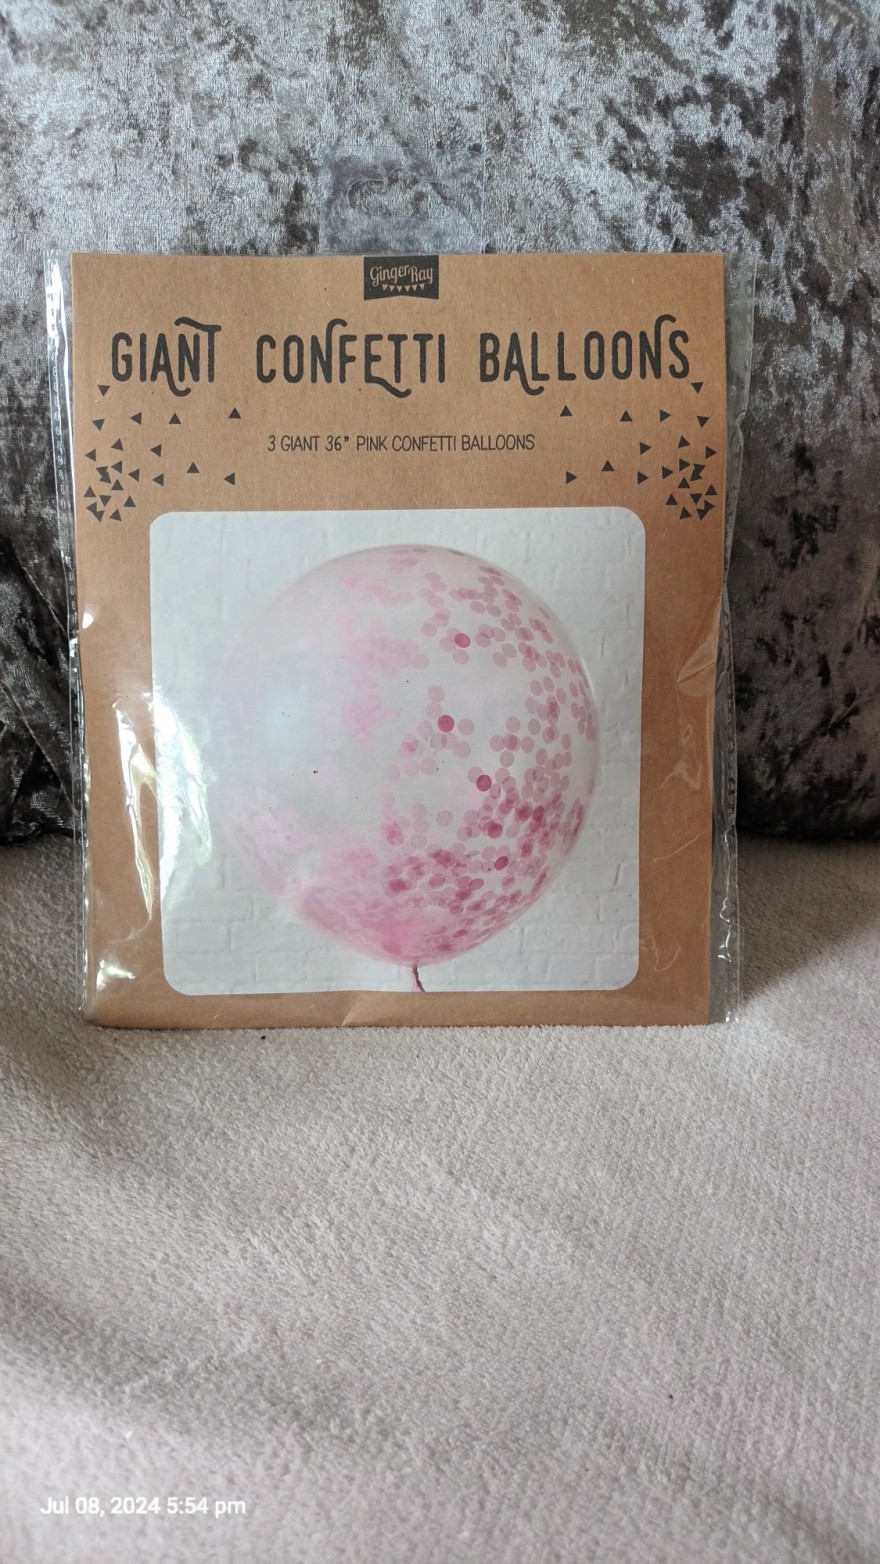 Ginger Ray
GIANT CONFETTI BALLOONS
3 GIANT 36" PINK CONFETTI BALLOONS
Jul 08, 2024 5:54 pm